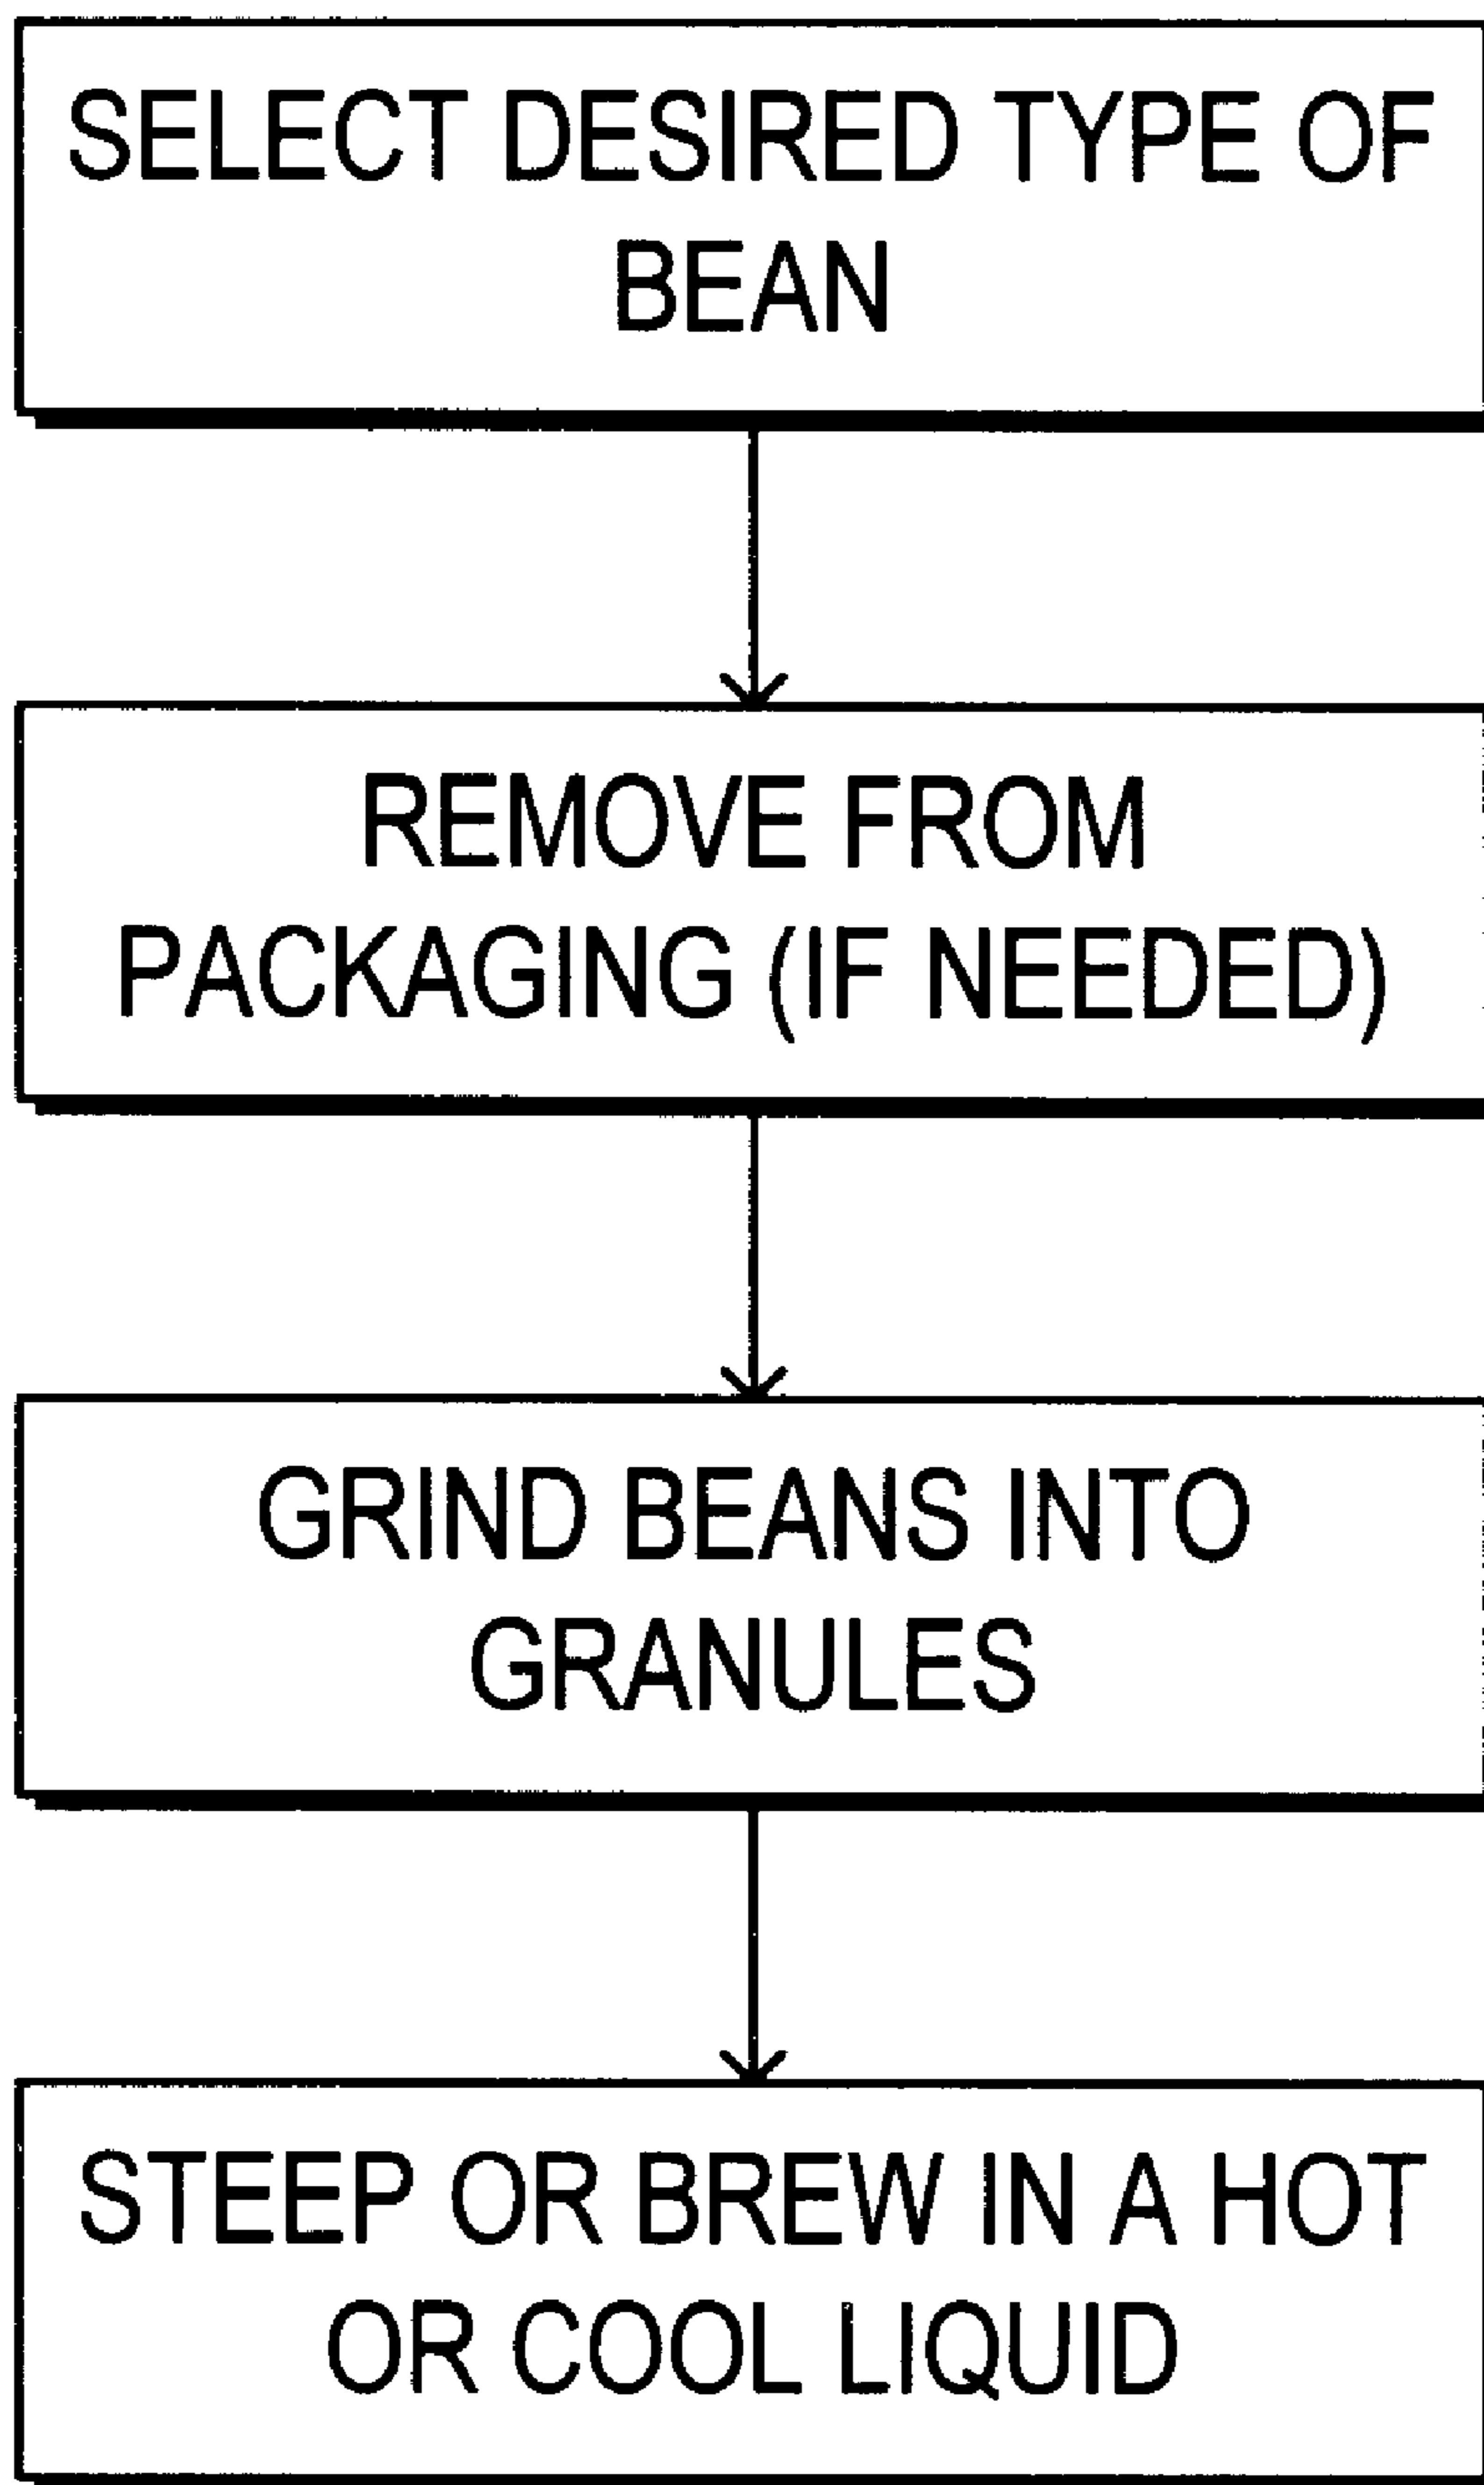 SELECT DESIRED TYPE OF
BEAN
REMOVE FROM
PACKAGING (IF NEEDED)
GRIND BEANS INTO
GRANULES
STEEP OR BREW IN A HOT
OR COOL LIQUID